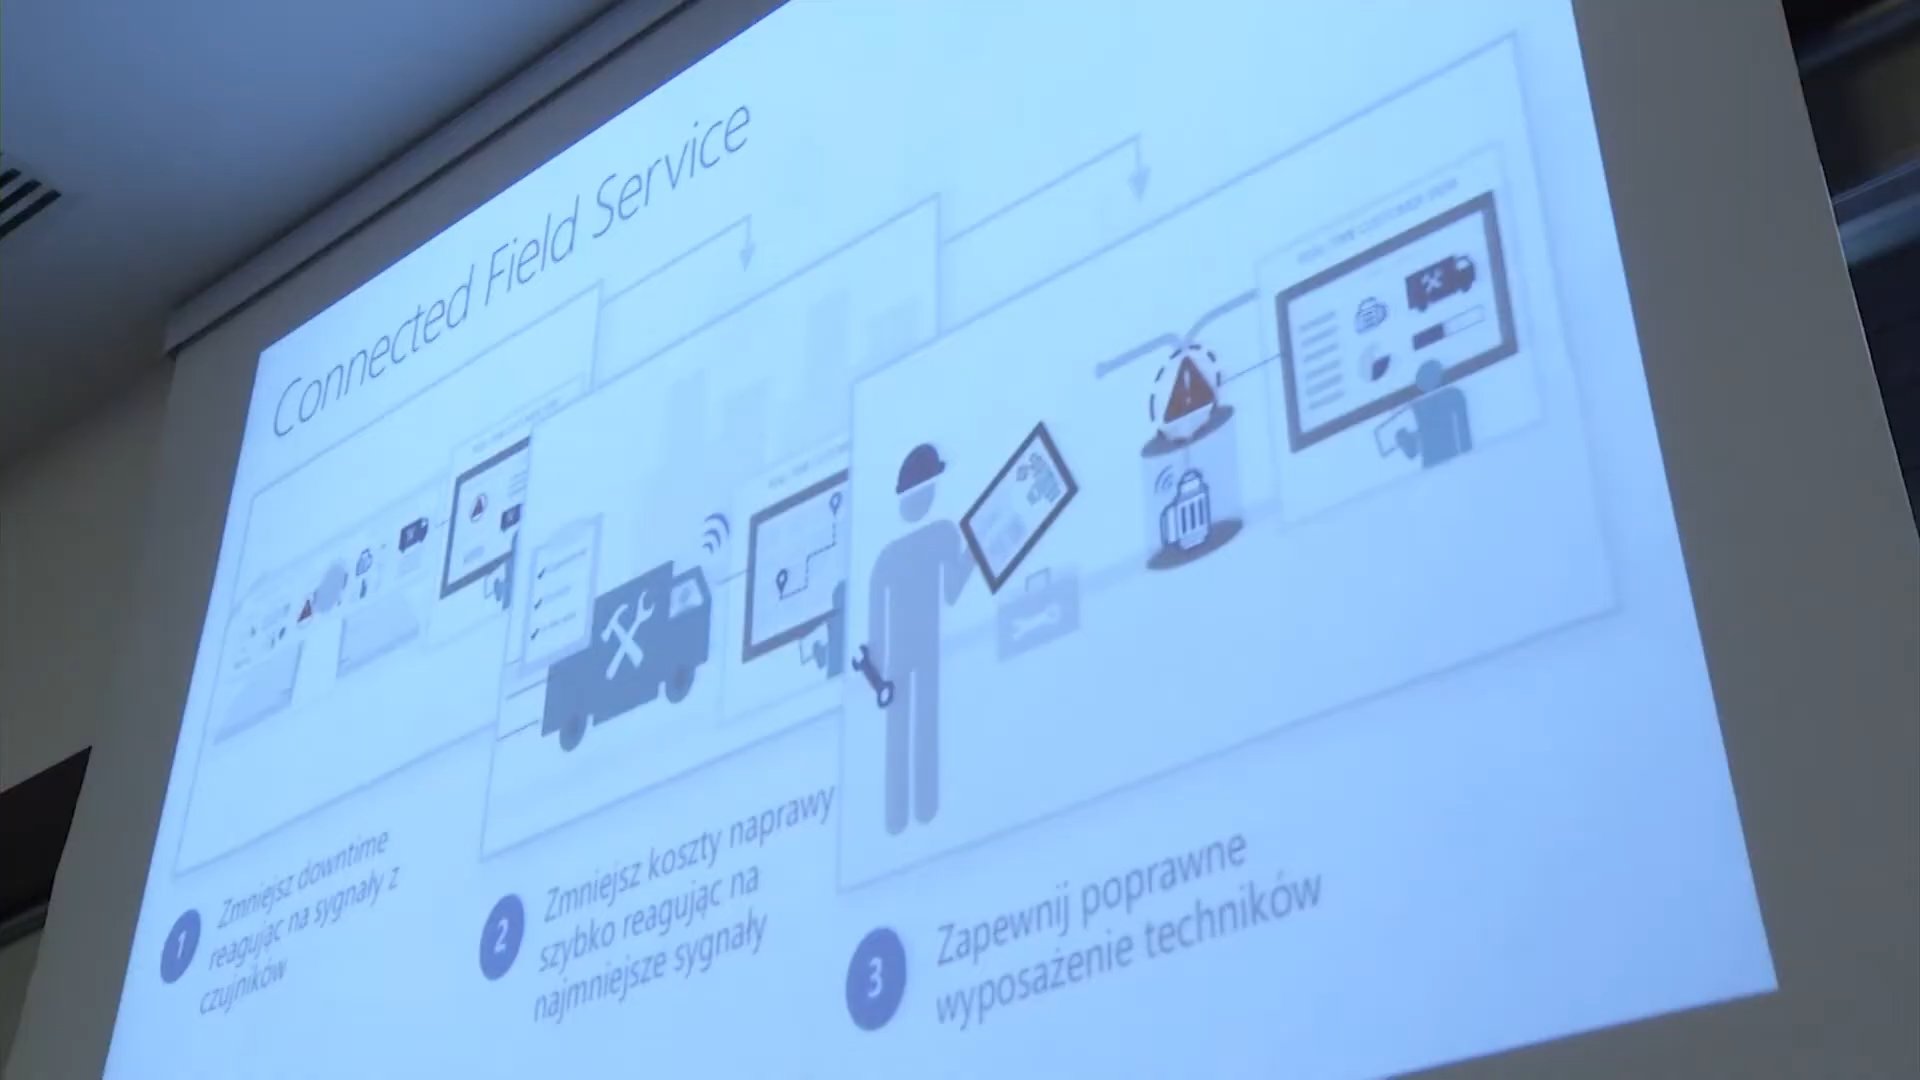 Connected Field Service
1
Zmniejsz downtime
reagując na sygnały z
czujników
2
Zmniejsz koszty naprawy
szybko reagując na
najmniejsze sygnały
3
Zapewnij poprawne
wyposażenie techników